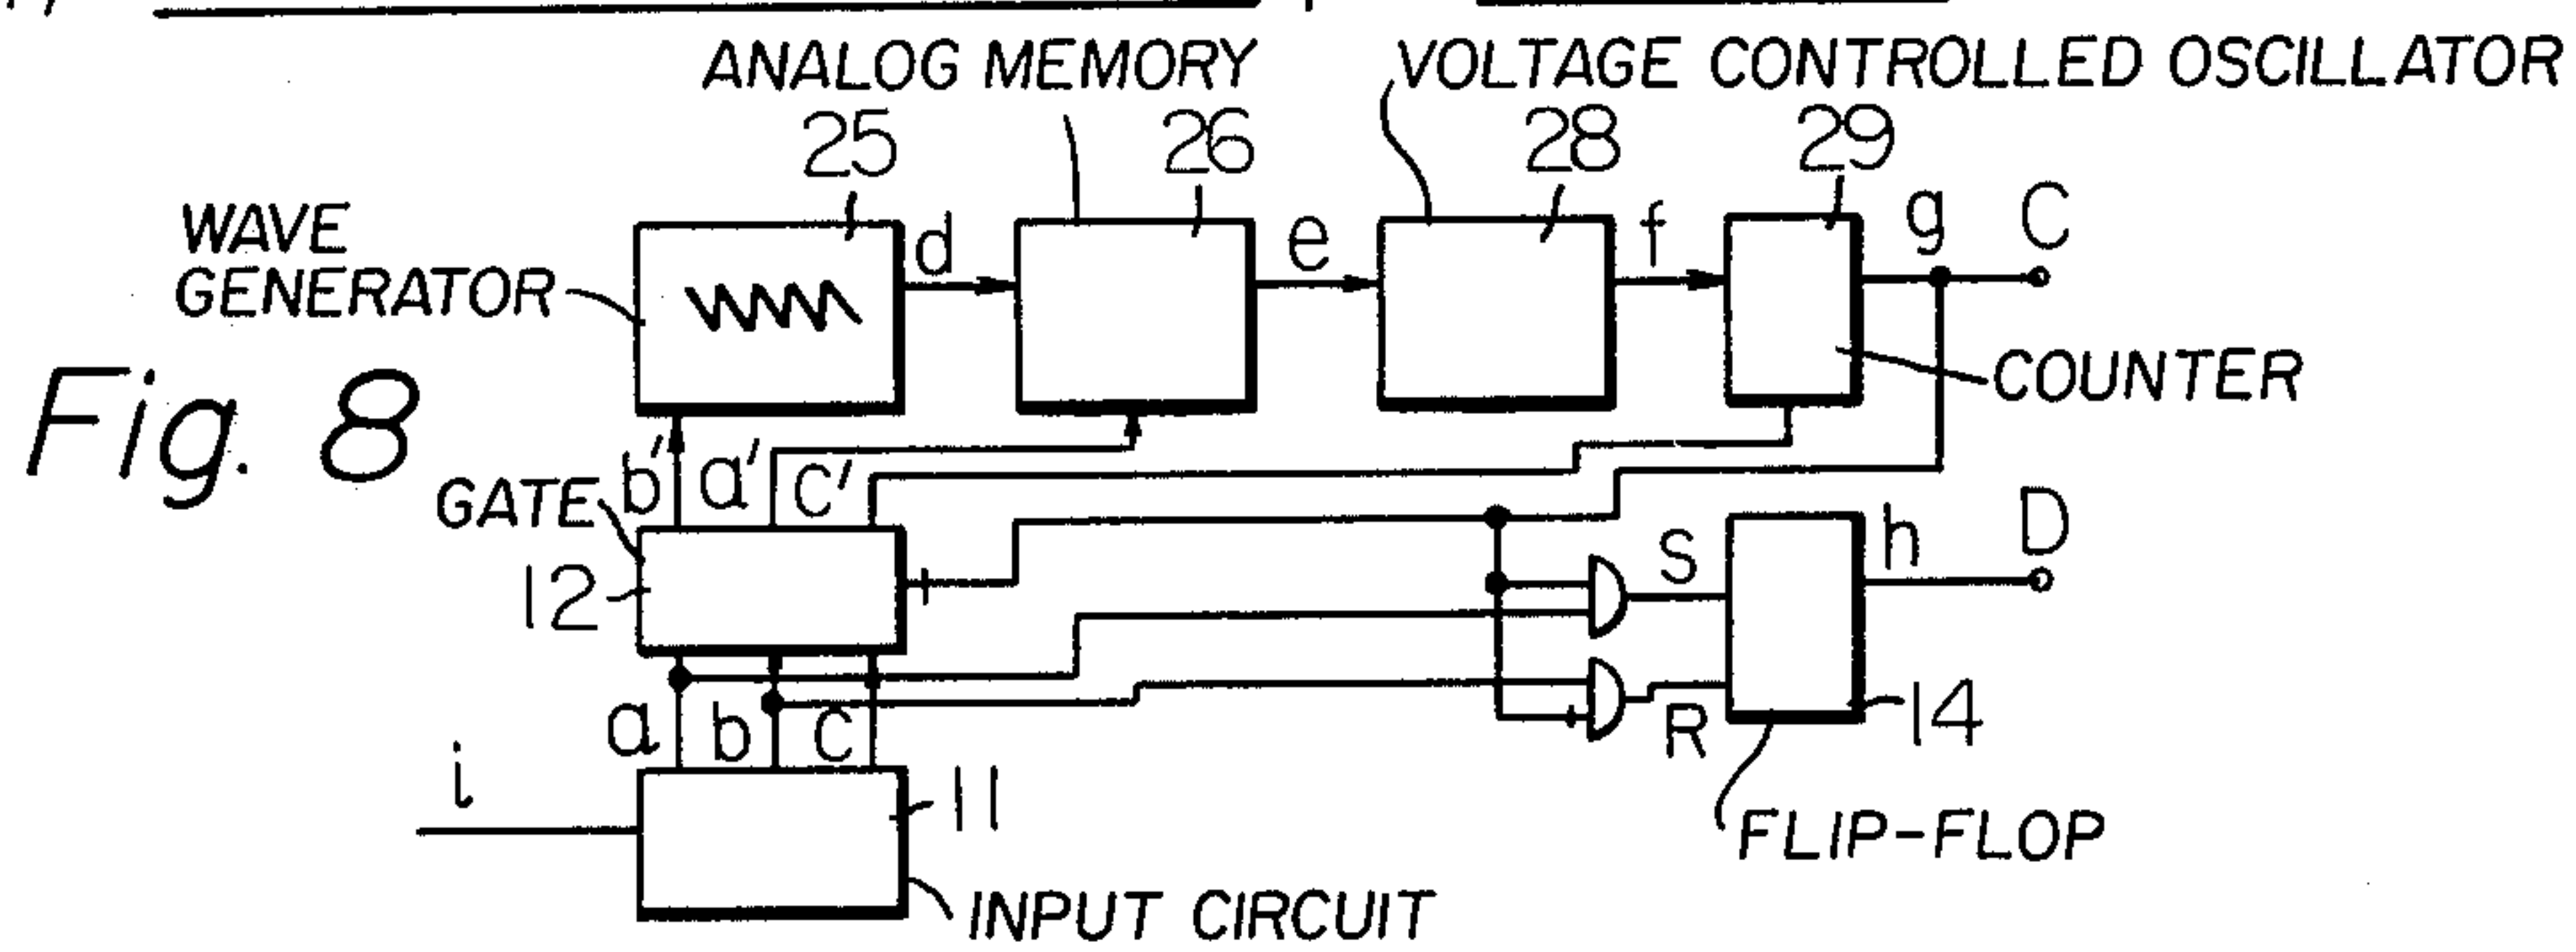 ANALOG MEMORY
VOLTAGE CONTROLLED OSCILLATOR
25
26
28
29
WAVE
GENERATOR
d
e
f
g
C
COUNTER
Fig. 8
GATE
b'
a'
c'
12
S
h
D
R
14
a
b
c
i
11
FLIP-FLOP
INPUT CIRCUIT